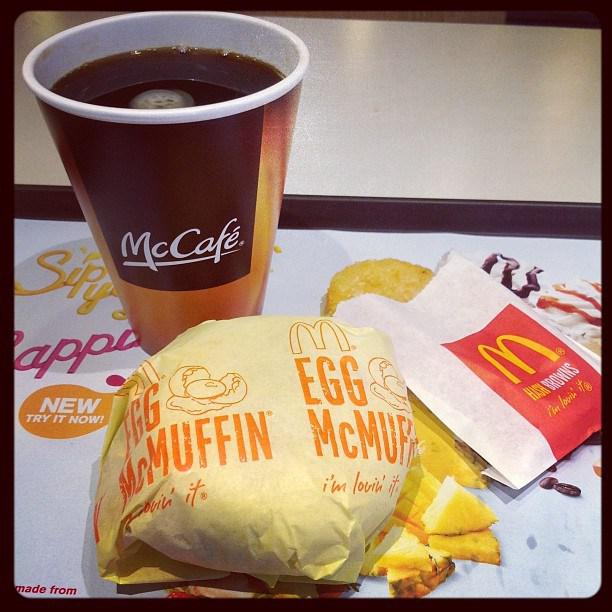 McCafé®
Sip
appy
NEW
TRY IT NOW!
EGG
McMUFFIN®
i'm lovin' it®
EGG
McMUFF
i'm lovin' it®
HASH BROWNS
i'm lovin' it®
made from